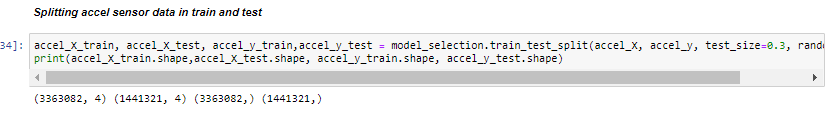 Splitting accel sensor data in train and test
34]: accel_X_train, accel_X_test, accel_y_train,accel_y_test = model_selection.train_test_split(accel_X, accel_y, test_size=0.3, rand
print(accel_X_train.shape,accel_X_test.shape, accel_y_train.shape, accel_y_test.shape)
(3363082, 4) (1441321, 4) (3363082,) (1441321,)